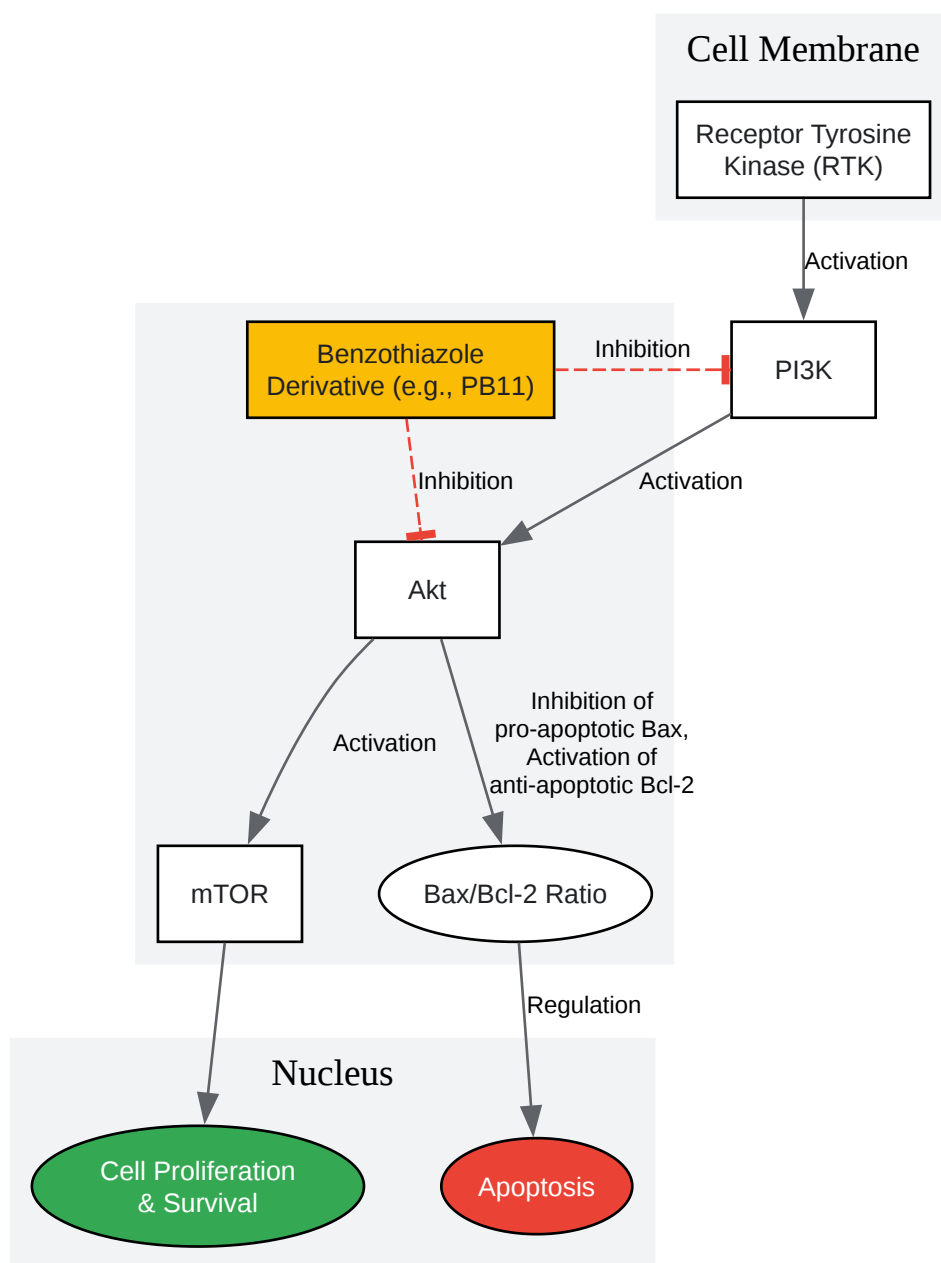 Cell Membrane
Receptor Tyrosine
Kinase (RTK)
Activation
Benzothiazole
Derivative (e.g., PB11)
Inhibition
PI3K
Inhibition
Activation
Akt
Activation
Inhibition of
pro-apoptotic Bax,
Activation of
anti-apoptotic Bcl-2
mTOR
Bax/Bcl-2 Ratio
Regulation
Nucleus
Cell Proliferation
& Survival
Apoptosis